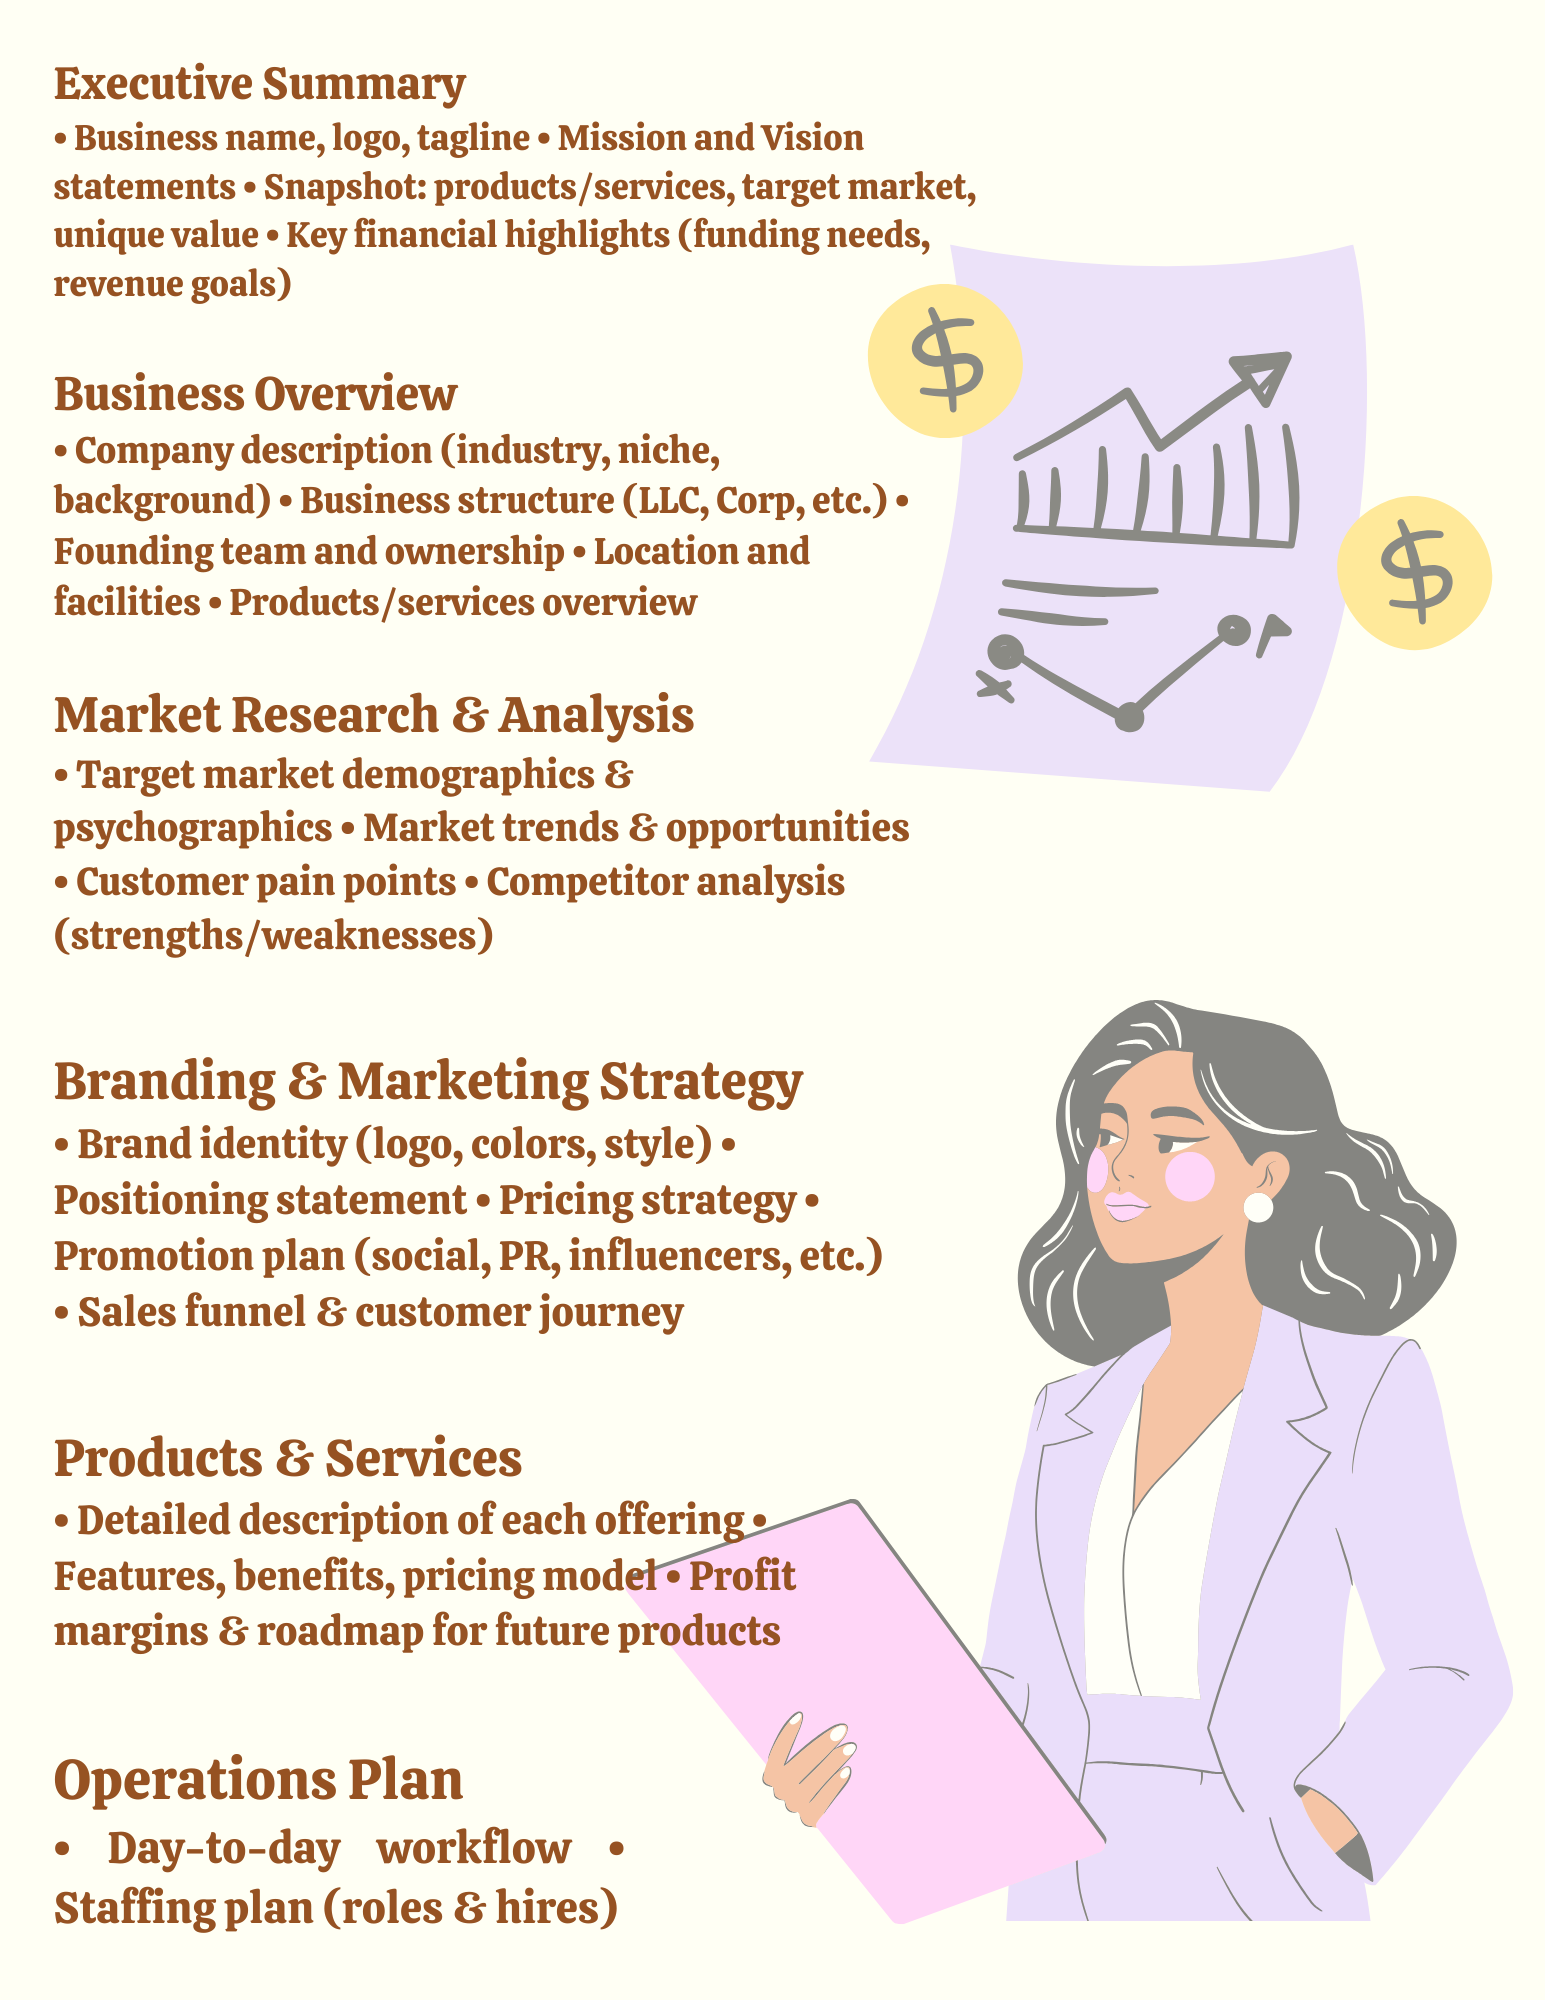 Executive Summary
• Business name, logo, tagline • Mission and Vision
statements • Snapshot: products/services, target market,
unique value • Key financial highlights (funding needs,
revenue goals)
$
Business Overview
• Company description (industry, niche,
background) • Business structure (LLC, Corp, etc.) •
Founding team and ownership • Location and
facilities • Products/services overview
$
Market Research & Analysis
• Target market demographics &
psychographics • Market trends & opportunities
• Customer pain points • Competitor analysis
(strengths/weaknesses)
Branding & Marketing Strategy
• Brand identity (logo, colors, style) •
Positioning statement • Pricing strategy •
Promotion plan (social, PR, influencers, etc.)
• Sales funnel & customer journey
Products & Services
• Detailed description of each offering •
Features, benefits, pricing model • Profit
margins & roadmap for future products
Operations Plan
• Day-to-day workflow •
Staffing plan (roles & hires)